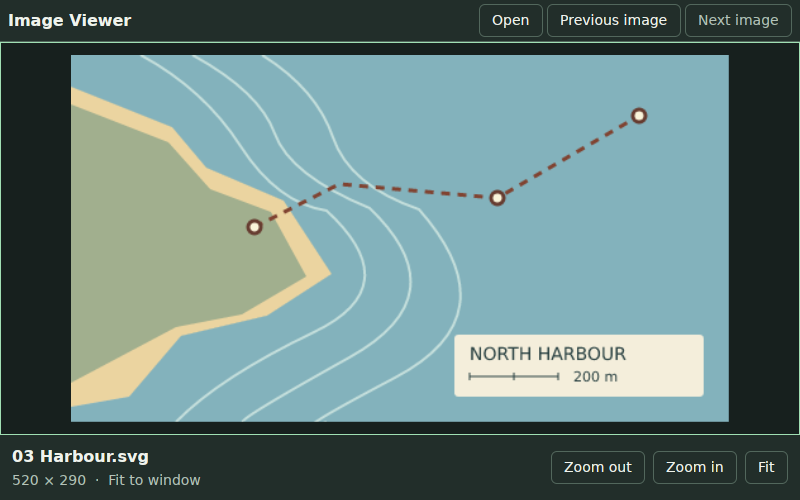 Image Viewer
Open
Previous image
Next image
NORTH HARBOUR
200 m
03 Harbour.svg
520 × 290 · Fit to window
Zoom out
Zoom in
Fit